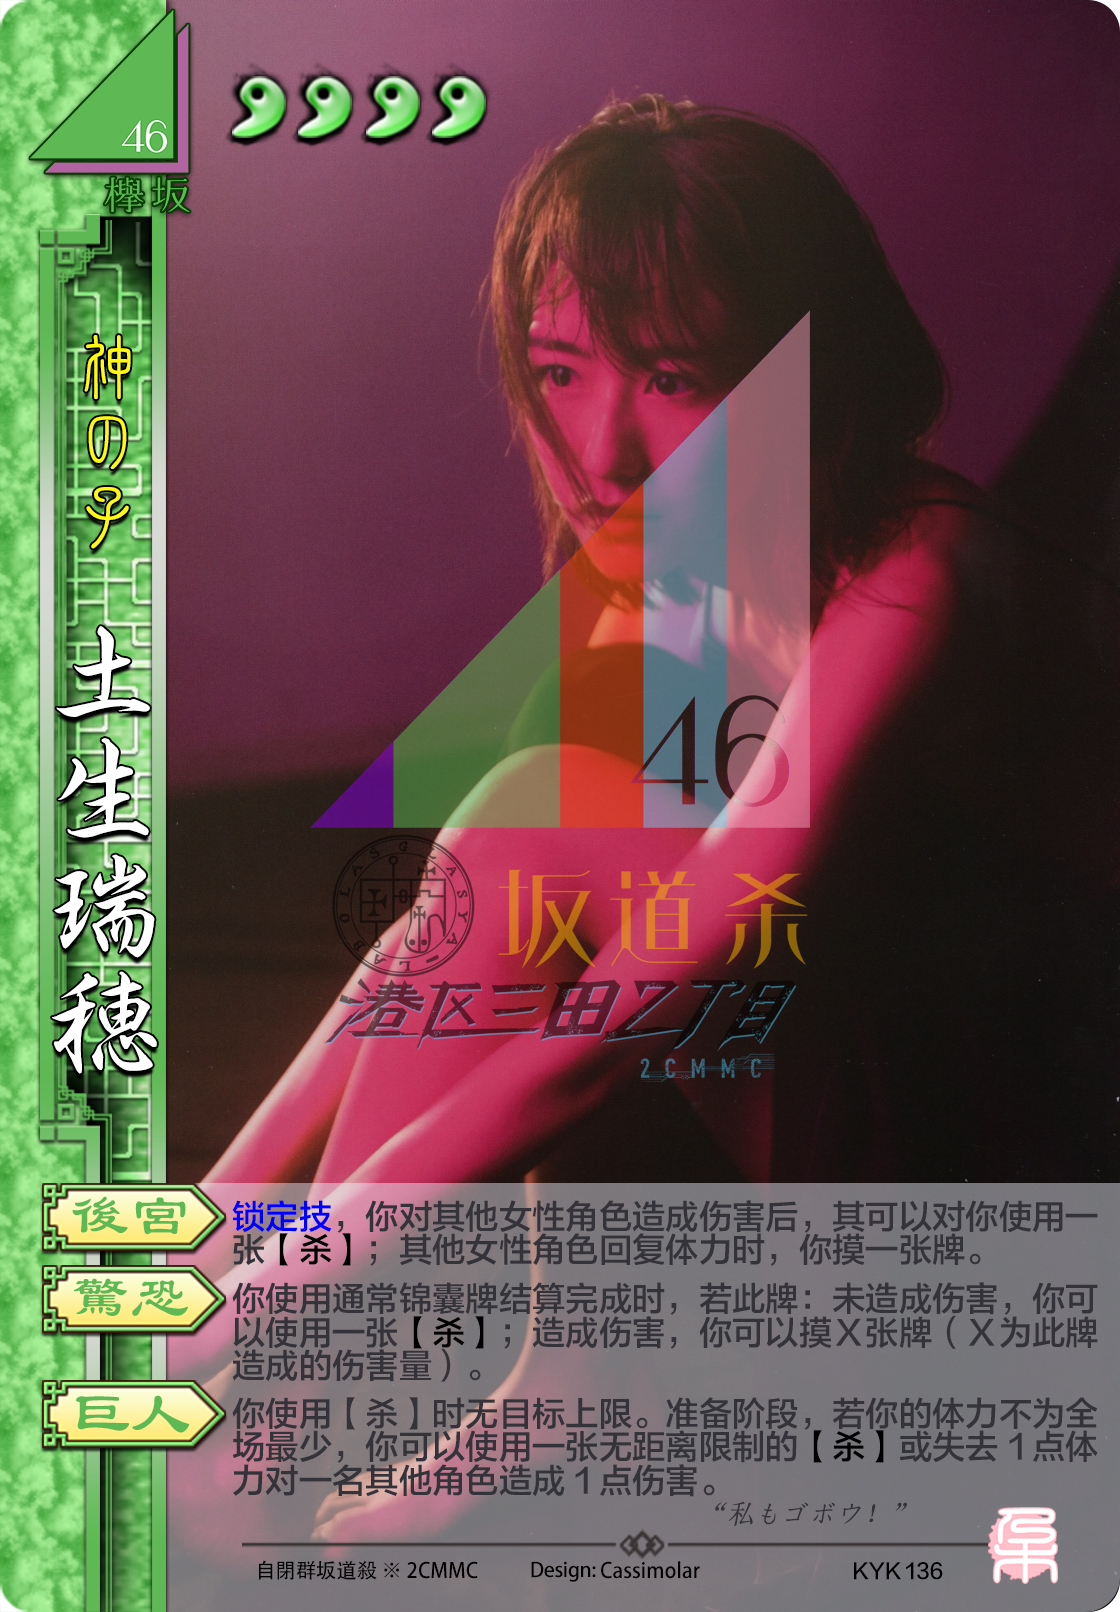 46
欅坂
神の子
土生瑞穂
46
坂道杀
港区三田2丁目
2CMMC
後宮
锁定技，你对其他女性角色造成伤害后，其可以对你使用一
张【杀】；其他女性角色回复体力时，你摸一张牌。
驚恐
你使用通常锦囊牌结算完成时，若此牌：未造成伤害，你可
以使用一张【杀】；造成伤害，你可以摸X张牌（X为此牌
造成的伤害量）。
巨人
你使用【杀】时无目标上限。准备阶段，若你的体力不为全
场最少，你可以使用一张无距离限制的【杀】或失去1点体
力对一名其他角色造成1点伤害。
“私もゴボウ！”
自閉群坂道殺 ※ 2CMMC
Design: Cassimolar
KYK 136